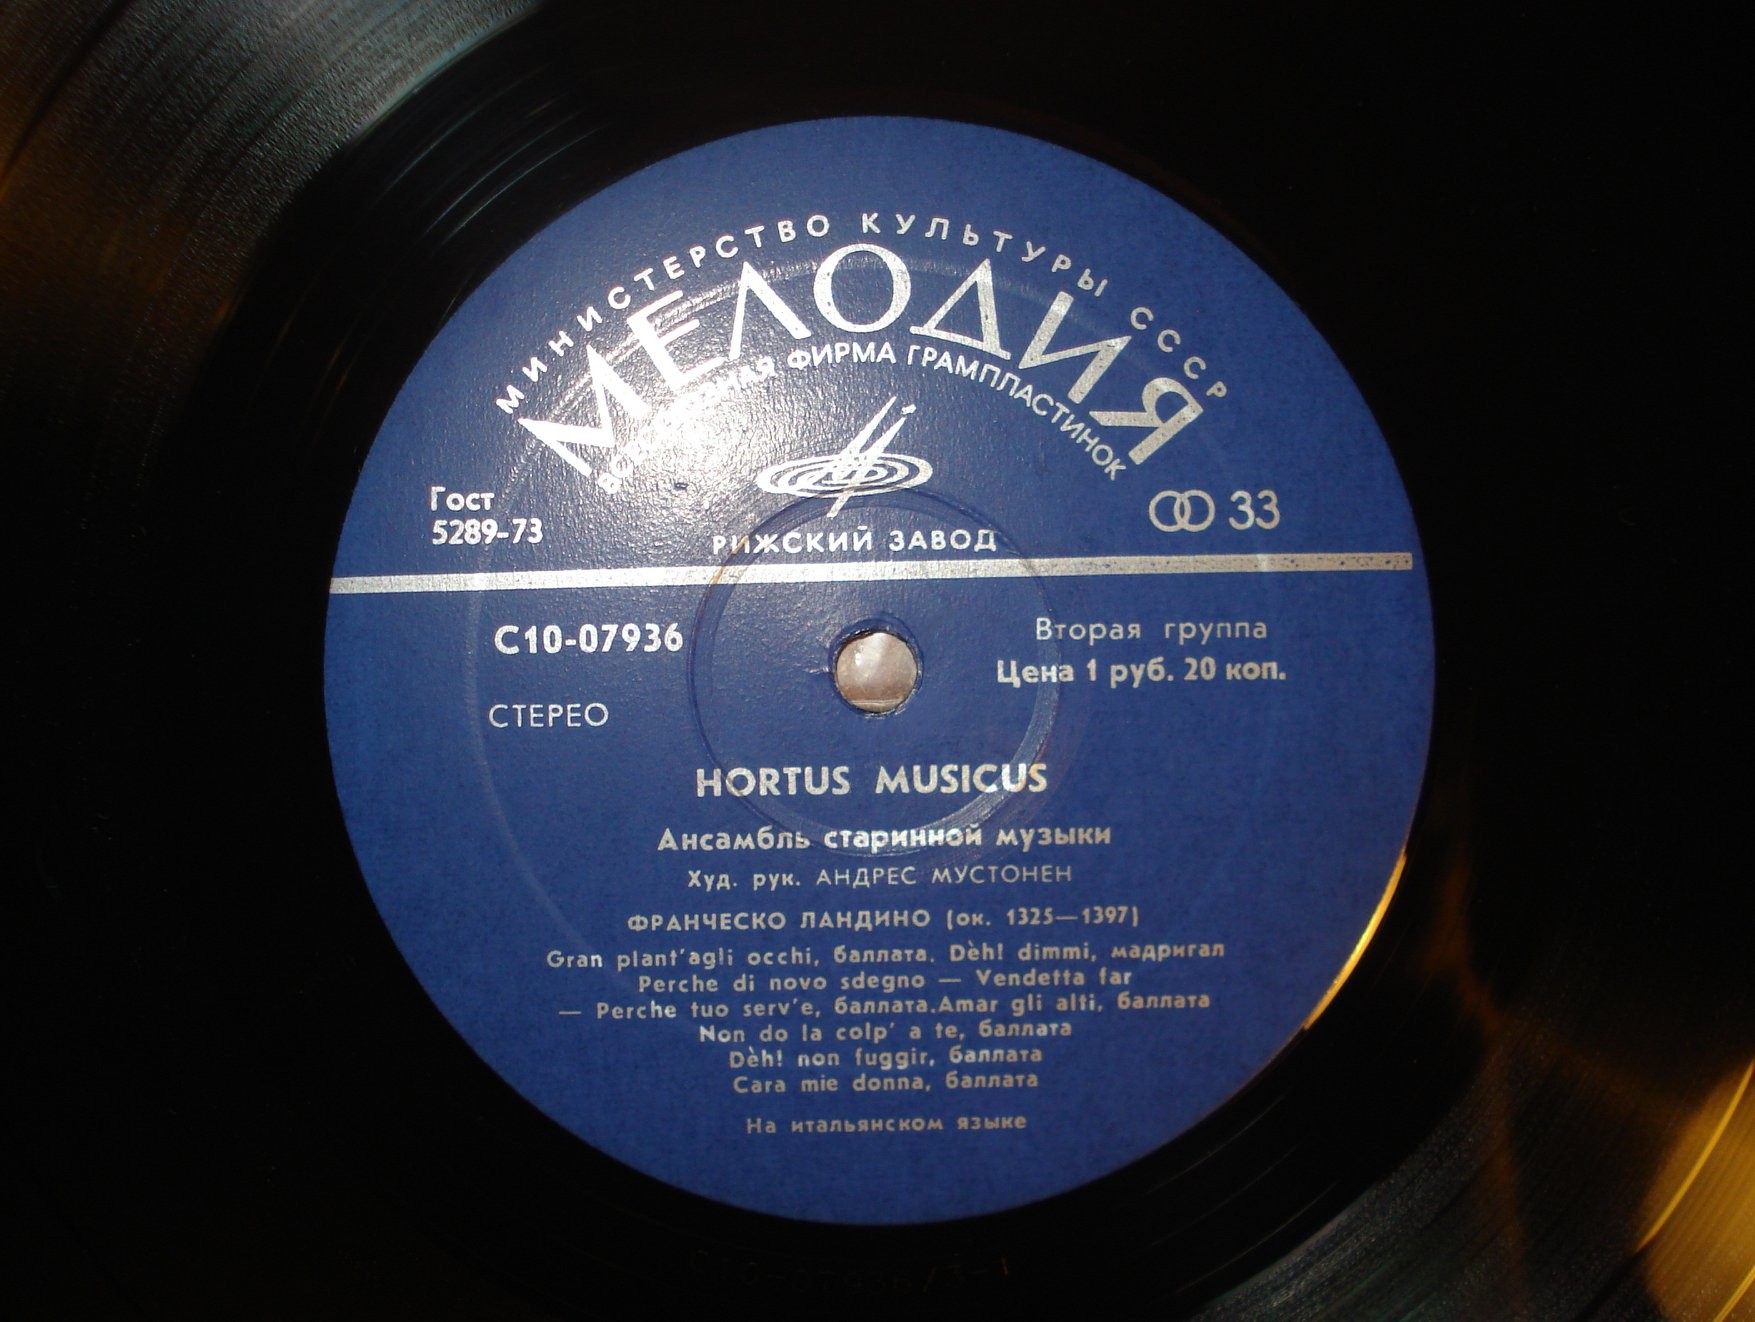 МИНИСТЕРСТВО КУЛЬТУРЫ СССР
МЕЛОДИЯ
ВСЕСОЮЗНАЯ ФИРМА ГРАМПЛАСТИНОК
Гост
5289-73
33
РИЖСКИЙ ЗАВОД
С10-07936
Вторая группа
Цена 1 руб. 20 коп.
СТЕРЕО
HORTUS MUSICUS
Ансамбль старинной музыки
Худ. рук. АНДРЕС МУСТОНЕН
ФРАНЧЕСКО ЛАНДИНО (ок. 1325—1397)
Gran plant'agli occhi, баллата. Dèh! dimmi, мадригал
Perche di novo sdegno — Vendetta far
— Perche tuo serv'e, баллата.Amar gli alti, баллата
Non do la colp' a te, баллата
Dèh! non fuggir, баллата
Cara mie donna, баллата
На итальянском языке